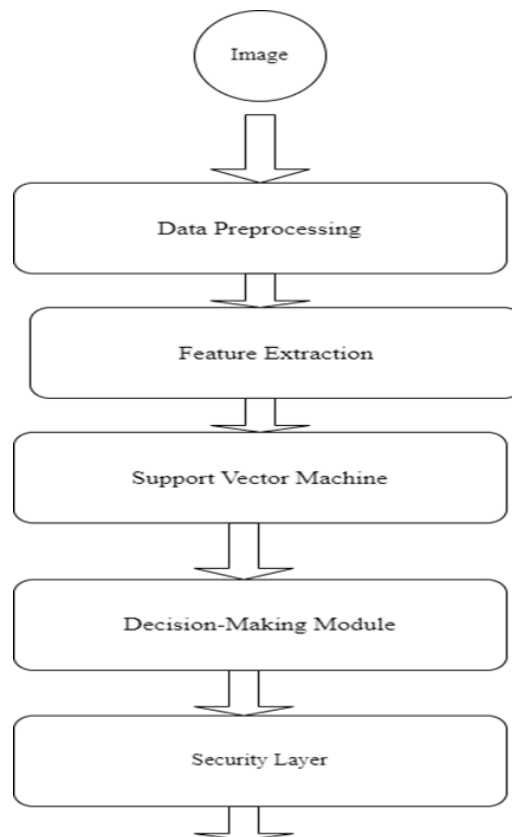 Image
Data Preprocessing
Feature Extraction
Support Vector Machine
Decision-Making Module
Security Layer